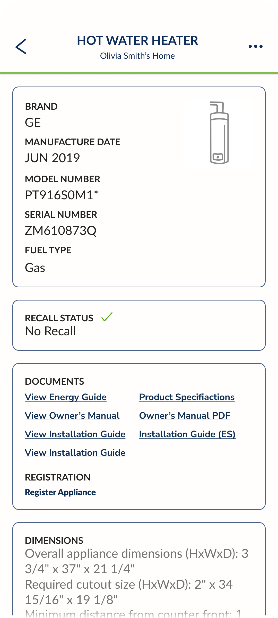 HOT WATER HEATER
Olivia Smith's Home
BRAND
GE
MANUFACTURE DATE
JUN 2019
MODEL NUMBER
PT916S0M1*
SERIAL NUMBER
ZM610873Q
FUEL TYPE
Gas
RECALL STATUS
No Recall
DOCUMENTS
View Energy Guide Product Specifiactions
View Owner's Manual Owner's Manual PDF
View Installation Guide Installation Guide (ES)
View Installation Guide
REGISTRATION
Register Appliance
DIMENSIONS
Overall appliance dimensions (HxWxD): 3
3/4" x 37" x 21 1/4"
Required cutout size (HxWxD): 2" x 34
15/16" x 19 1/8"
Minimum distance from counter front: 1